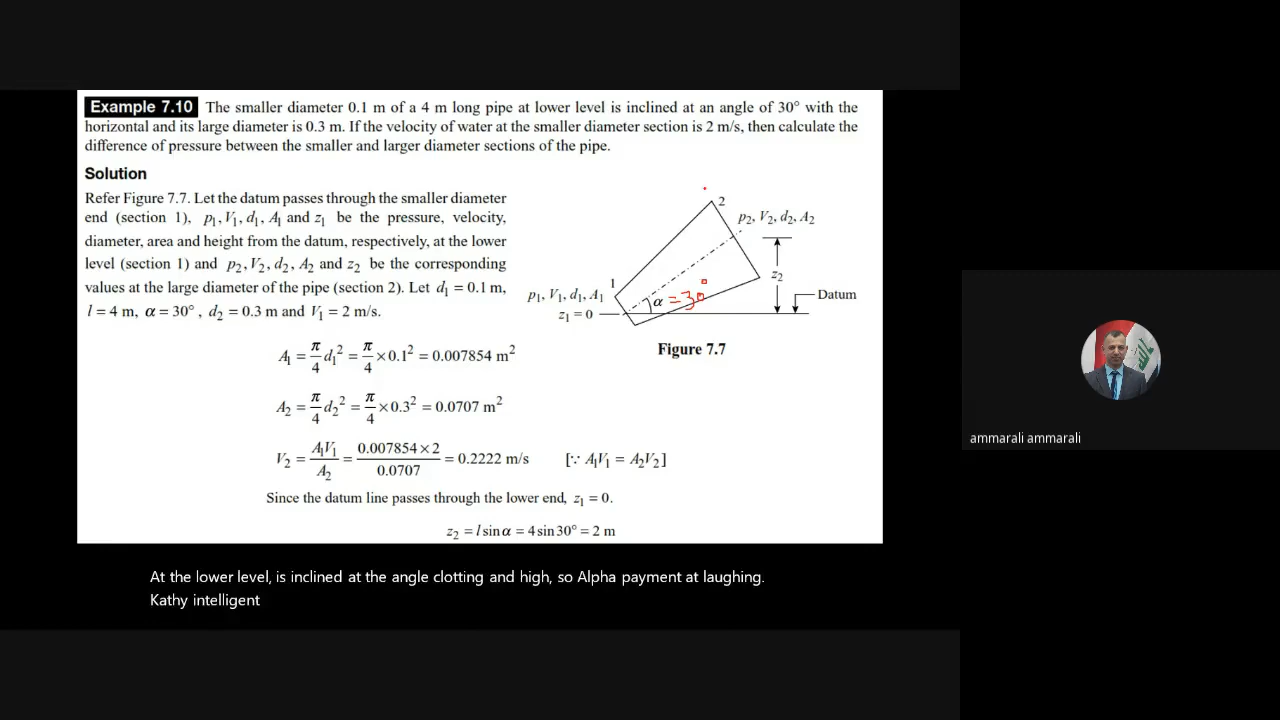 Example 7.10 The smaller diameter 0.1 m of a 4 m long pipe at lower level is inclined at an angle of 30° with the
horizontal and its large diameter is 0.3 m. If the velocity of water at the smaller diameter section is 2 m/s, then calculate the
difference of pressure between the smaller and larger diameter sections of the pipe.
Solution
Refer Figure 7.7. Let the datum passes through the smaller diameter
end (section 1), p₁, V₁, d₁, A₁ and z₁ be the pressure, velocity,
diameter, area and height from the datum, respectively, at the lower
level (section 1) and p₂, V₂, d₂, A₂ and z₂ be the corresponding
values at the large diameter of the pipe (section 2). Let d₁ = 0.1 m,
l = 4 m, α = 30°, d₂ = 0.3 m and V₁ = 2 m/s.
2
p₂, V₂, d₂, A₂
z₂
1
p₁, V₁, d₁, A₁
α = 30°
Datum
z₁ = 0
Figure 7.7
A₁ = π/4 d₁² = π/4 × 0.1² = 0.007854 m²
A₂ = π/4 d₂² = π/4 × 0.3² = 0.0707 m²
V₂ = A₁V₁/A₂ = 0.007854 × 2/0.0707 = 0.2222 m/s [∵ A₁V₁ = A₂V₂]
Since the datum line passes through the lower end, z₁ = 0.
z₂ = l sin α = 4 sin 30° = 2 m
At the lower level, is inclined at the angle clotting and high, so Alpha payment at laughing.
Kathy intelligent
ammarali ammarali